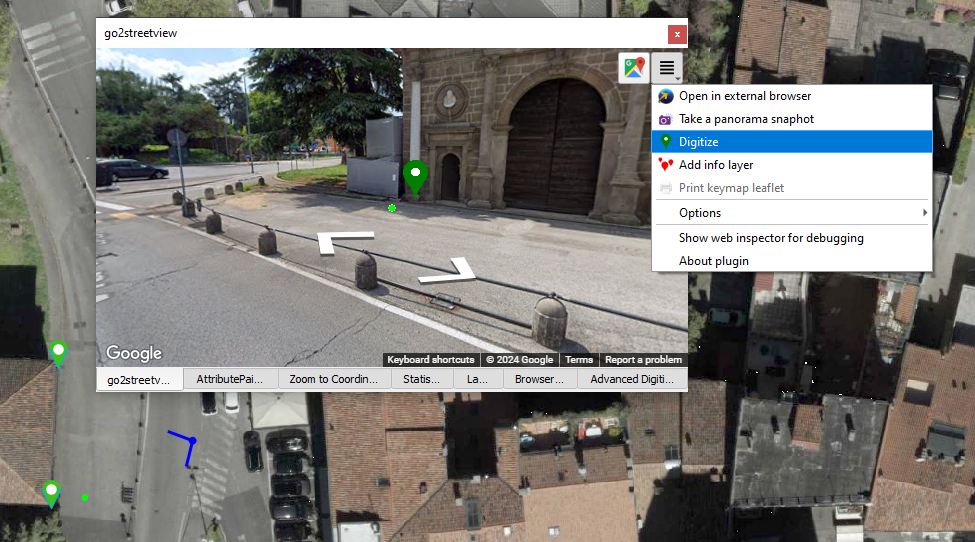 go2streetview
x
Open in external browser
Take a panorama snaphot
Digitize
Add info layer
Print keymap leaflet
Options
Show web inspector for debugging
About plugin
Google
Keyboard shortcuts
© 2024 Google
Terms
Report a problem
go2streetv...
AttributePai...
Zoom to Coordin...
Statis...
La...
Browser...
Advanced Digiti...